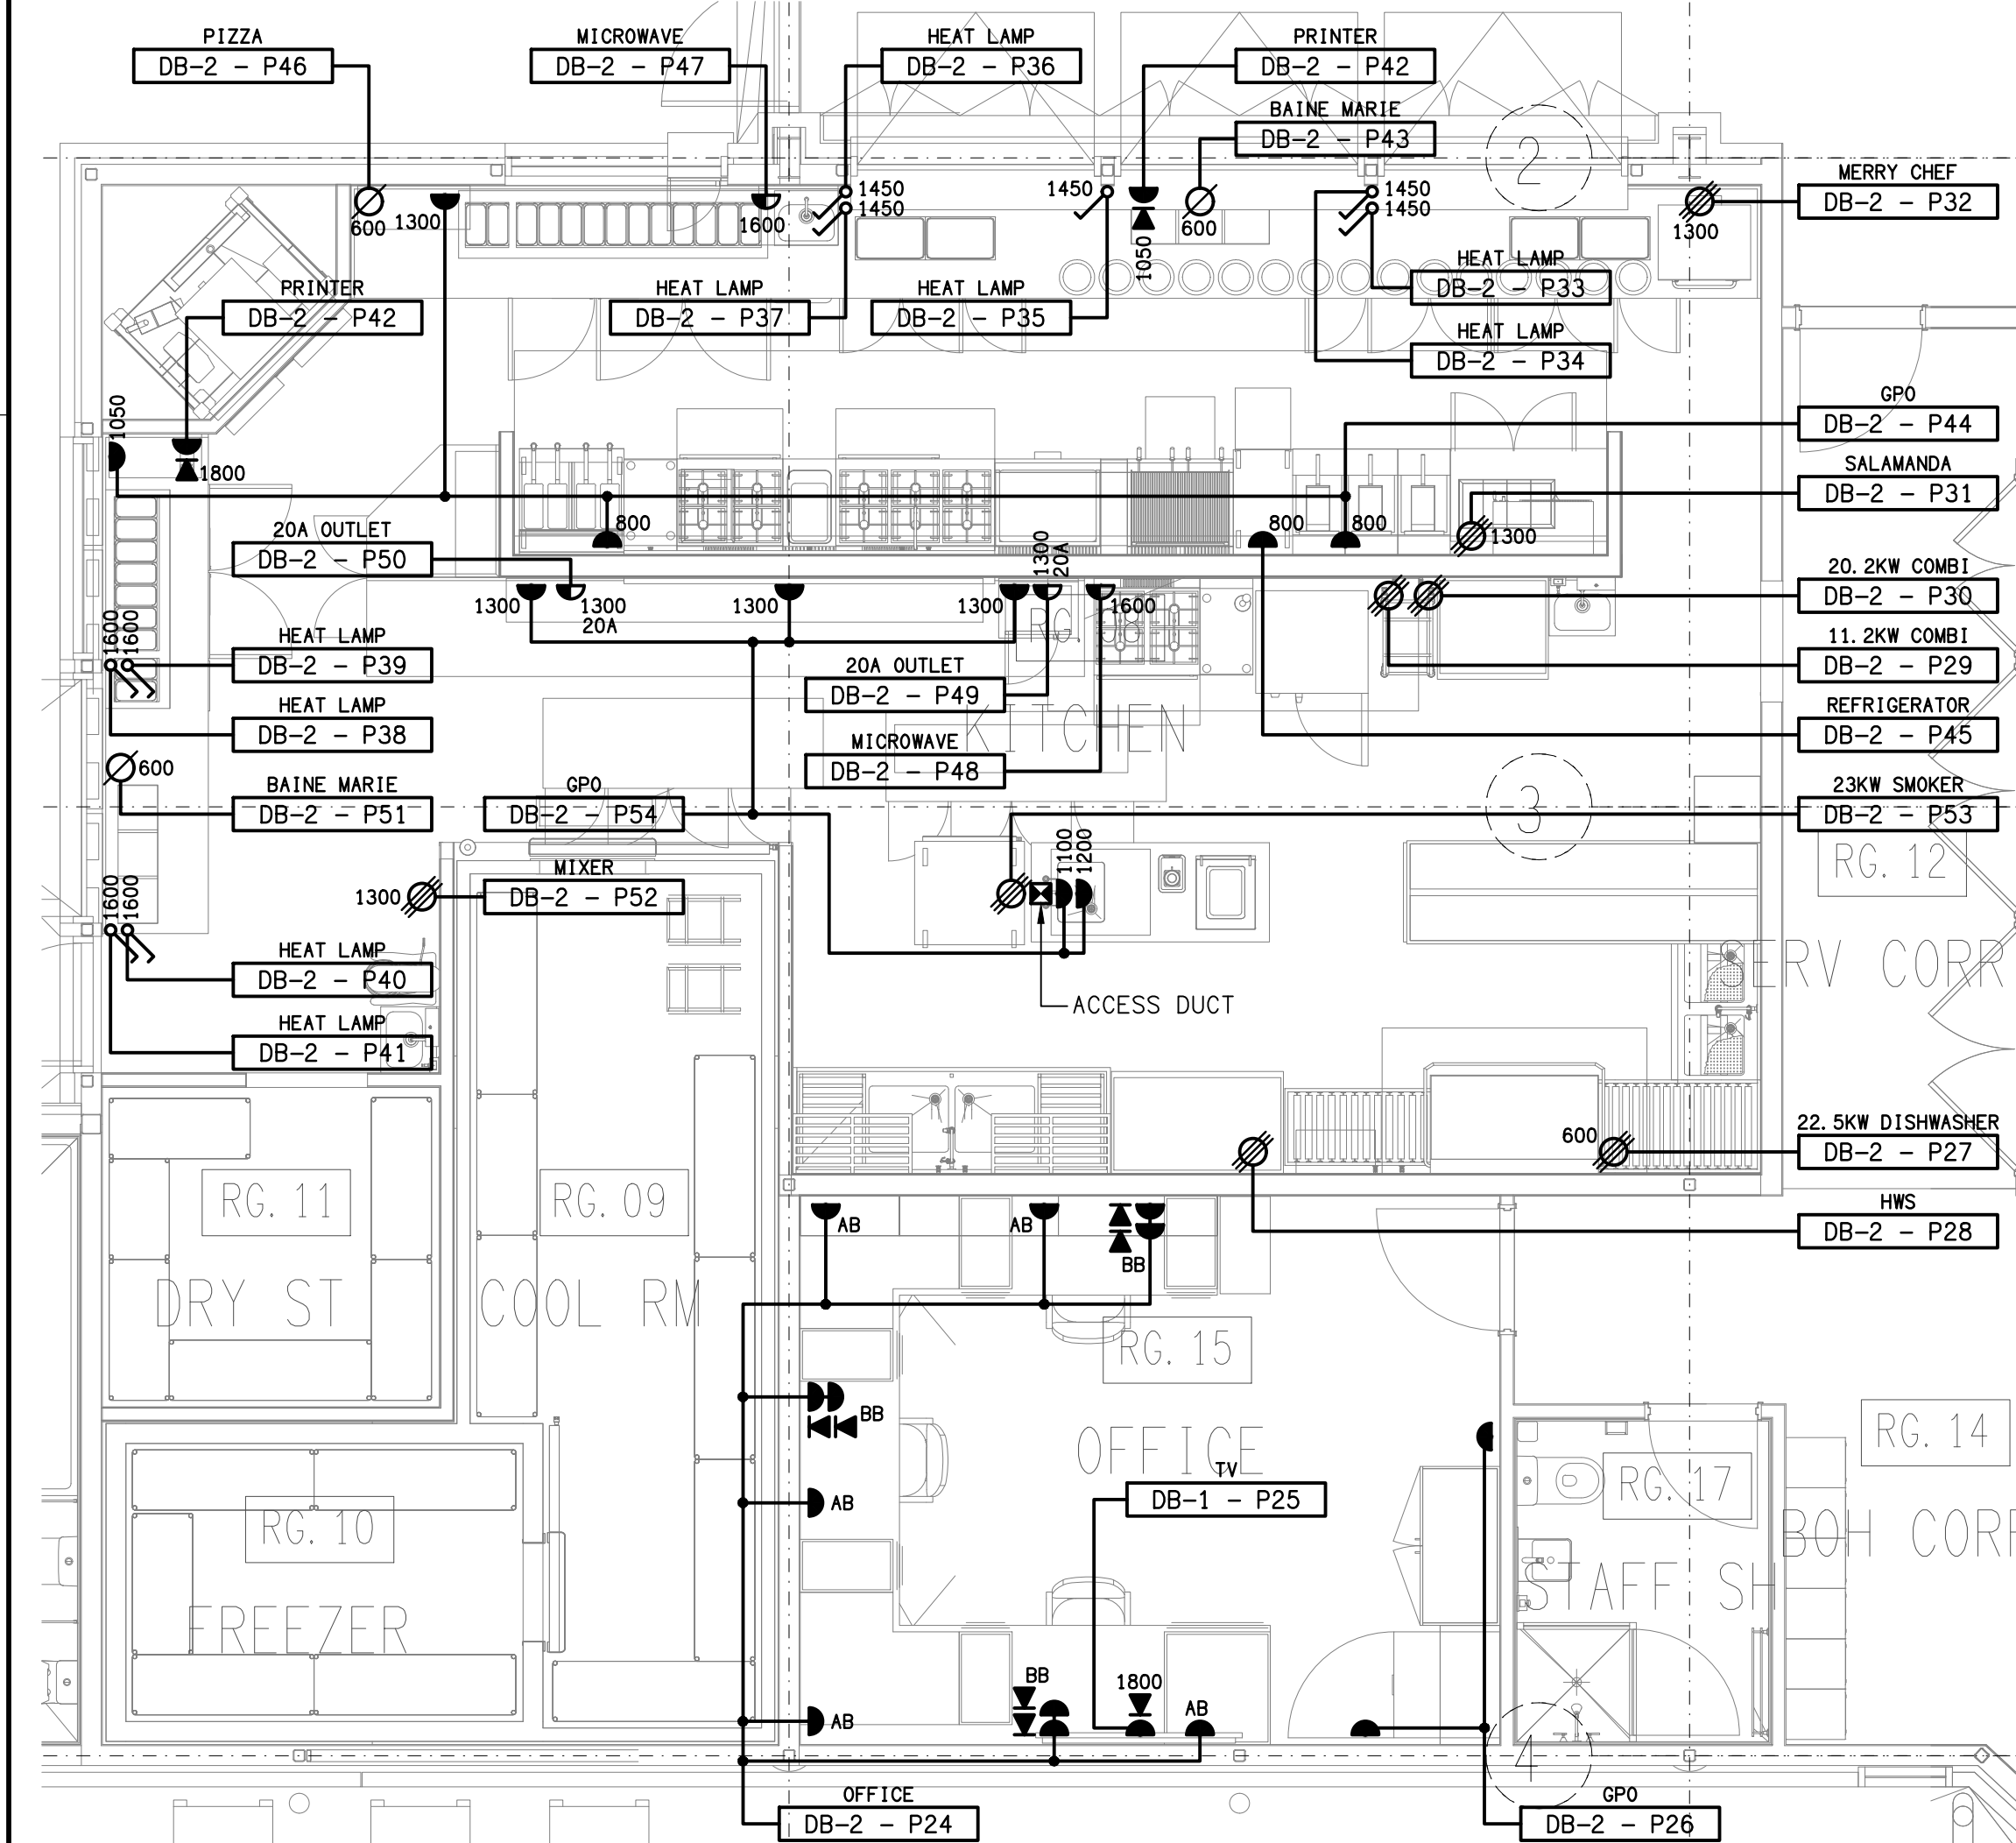 PIZZA
DB-2 - P46
MICROWAVE
DB-2 - P47
HEAT LAMP
DB-2 - P36
PRINTER
DB-2 - P42
BAINE MARIE
DB-2 - P43
2
MERRY CHEF
DB-2 - P32
600
1300
1600
1450
1450
1450
1050
600
1450
1450
1300
PRINTER
DB-2 - P42
HEAT LAMP
DB-2 - P37
HEAT LAMP
DB-2 - P35
HEAT LAMP
DB-2 - P33
HEAT LAMP
DB-2 - P34
1050
1800
GPO
DB-2 - P44
SALAMANDA
DB-2 - P31
800
800
800
1300
20A OUTLET
DB-2 - P50
1300
1300
20A
1300
1300
1300
20A
1600
RG. 08
20.2KW COMBI
DB-2 - P30
11.2KW COMBI
DB-2 - P29
1600
1600
HEAT LAMP
DB-2 - P39
HEAT LAMP
DB-2 - P38
20A OUTLET
DB-2 - P49
KITCHEN
MICROWAVE
DB-2 - P48
REFRIGERATOR
DB-2 - P45
600
BAINE MARIE
DB-2 - P51
GPO
DB-2 - P54
3
23KW SMOKER
DB-2 - P53
RG. 12
MIXER
DB-2 - P52
1300
1100
1200
1600
1600
HEAT LAMP
DB-2 - P40
HEAT LAMP
DB-2 - P41
ACCESS DUCT
SERV CORR
600
22.5KW DISHWASHER
DB-2 - P27
HWS
DB-2 - P28
RG. 11
DRY ST
RG. 09
COOL RM
AB
AB
BB
RG. 15
BB
OFFICE
TV
DB-1 - P25
AB
RG. 17
RG. 14
BOH CORR
STAFF SH
RG. 10
FREEZER
BB
1800
AB
AB
4
OFFICE
DB-2 - P24
GPO
DB-2 - P26